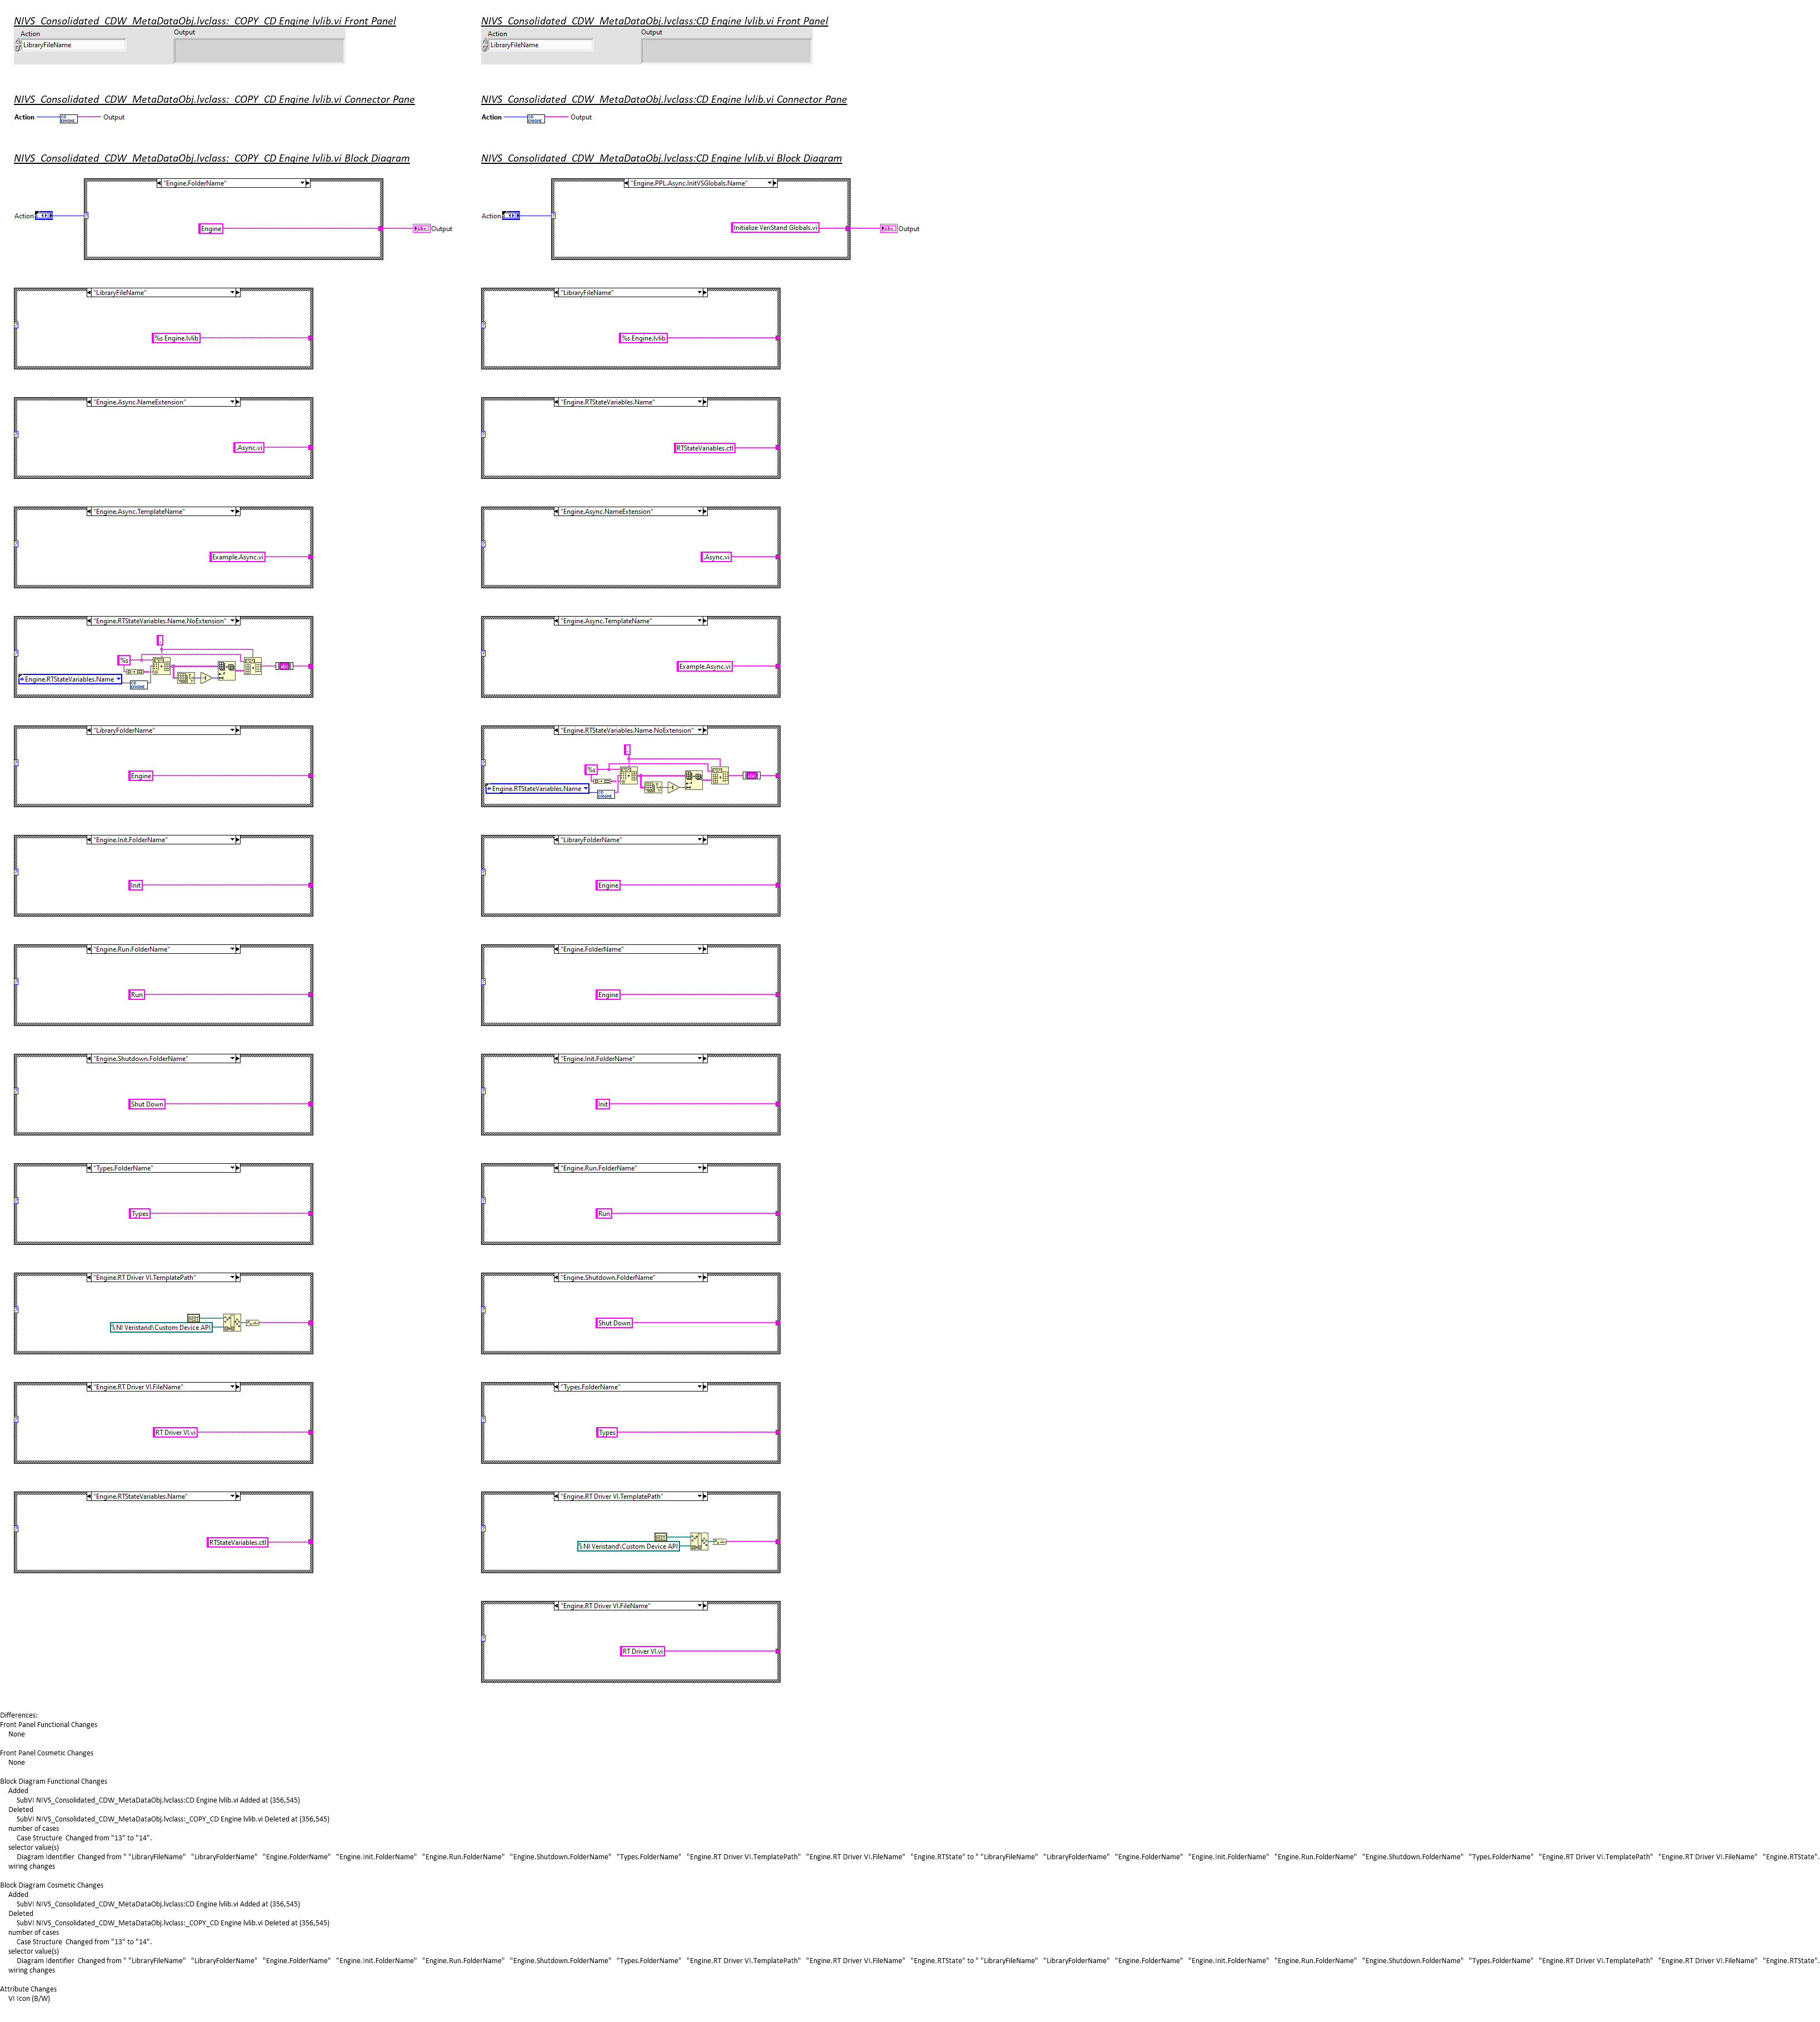 NIVS_Consolidated_CDW_MetaDataObj.lvclass:_COPY_CD Engine lvlib.vi Front Panel
Action
Output
LibraryFileName
NIVS_Consolidated_CDW_MetaDataObj.lvclass:_COPY_CD Engine lvlib.vi Connector Pane
Action
CD ENGINE
Output
NIVS_Consolidated_CDW_MetaDataObj.lvclass:_COPY_CD Engine lvlib.vi Block Diagram
"Engine.FolderName"
Action
Engine
abc
Output
"LibraryFileName"
%s Engine.lvlib
"Engine.Async.NameExtension"
.Async.vi
"Engine.Async.TemplateName"
Example.Async.vi
"Engine.RTStateVariables.Name.NoExtension"
.
%s
Engine.RTStateVariables.Name
CD ENGINE
abc
"LibraryFolderName"
Engine
"Engine.Init.FolderName"
Init
"Engine.Run.FolderName"
Run
"Engine.Shutdown.FolderName"
Shut Down
"Types.FolderName"
Types
"Engine.RT Driver VI.TemplatePath"
NI Veristand\Custom Device API
"Engine.RT Driver VI.FileName"
RT Driver VI.vi
"Engine.RTStateVariables.Name"
RTStateVariables.ctl
NIVS_Consolidated_CDW_MetaDataObj.lvclass:CD Engine lvlib.vi Front Panel
Action
Output
LibraryFileName
NIVS_Consolidated_CDW_MetaDataObj.lvclass:CD Engine lvlib.vi Connector Pane
Action
CD ENGINE
Output
NIVS_Consolidated_CDW_MetaDataObj.lvclass:CD Engine lvlib.vi Block Diagram
"Engine.PPL.Async.InitVSGlobals.Name"
Action
Initialize VeriStand Globals.vi
abc
Output
"LibraryFileName"
%s Engine.lvlib
"Engine.RTStateVariables.Name"
RTStateVariables.ctl
"Engine.Async.NameExtension"
.Async.vi
"Engine.Async.TemplateName"
Example.Async.vi
"Engine.RTStateVariables.Name.NoExtension"
.
%s
Engine.RTStateVariables.Name
CD ENGINE
abc
"LibraryFolderName"
Engine
"Engine.FolderName"
Engine
"Engine.Init.FolderName"
Init
"Engine.Run.FolderName"
Run
"Engine.Shutdown.FolderName"
Shut Down
"Types.FolderName"
Types
"Engine.RT Driver VI.TemplatePath"
NI Veristand\Custom Device API
"Engine.RT Driver VI.FileName"
RT Driver VI.vi
Differences:
Front Panel Functional Changes
None
Front Panel Cosmetic Changes
None
Block Diagram Functional Changes
Added
SubVI NIVS_Consolidated_CDW_MetaDataObj.lvclass:CD Engine lvlib.vi Added at (356,545)
Deleted
SubVI NIVS_Consolidated_CDW_MetaDataObj.lvclass:_COPY_CD Engine lvlib.vi Deleted at (356,545)
number of cases
Case Structure  Changed from "13" to "14".
selector value(s)
Diagram Identifier  Changed from " "LibraryFileName"  "LibraryFolderName"  "Engine.FolderName"  "Engine.Init.FolderName"  "Engine.Run.FolderName"  "Engine.Shutdown.FolderName"  "Types.FolderName"  "Engine.RT Driver VI.TemplatePath"  "Engine.RT Driver VI.FileName"  "Engine.RTState" to " "LibraryFileName"  "LibraryFolderName"  "Engine.FolderName"  "Engine.Init.FolderName"  "Engine.Run.FolderName"  "Engine.Shutdown.FolderName"  "Types.FolderName"  "Engine.RT Driver VI.TemplatePath"  "Engine.RT Driver VI.FileName"  "Engine.RTState".
wiring changes
Block Diagram Cosmetic Changes
Added
SubVI NIVS_Consolidated_CDW_MetaDataObj.lvclass:CD Engine lvlib.vi Added at (356,545)
Deleted
SubVI NIVS_Consolidated_CDW_MetaDataObj.lvclass:_COPY_CD Engine lvlib.vi Deleted at (356,545)
number of cases
Case Structure  Changed from "13" to "14".
selector value(s)
Diagram Identifier  Changed from " "LibraryFileName"  "LibraryFolderName"  "Engine.FolderName"  "Engine.Init.FolderName"  "Engine.Run.FolderName"  "Engine.Shutdown.FolderName"  "Types.FolderName"  "Engine.RT Driver VI.TemplatePath"  "Engine.RT Driver VI.FileName"  "Engine.RTState" to " "LibraryFileName"  "LibraryFolderName"  "Engine.FolderName"  "Engine.Init.FolderName"  "Engine.Run.FolderName"  "Engine.Shutdown.FolderName"  "Types.FolderName"  "Engine.RT Driver VI.TemplatePath"  "Engine.RT Driver VI.FileName"  "Engine.RTState".
wiring changes
Attribute Changes
VI Icon (B/W)